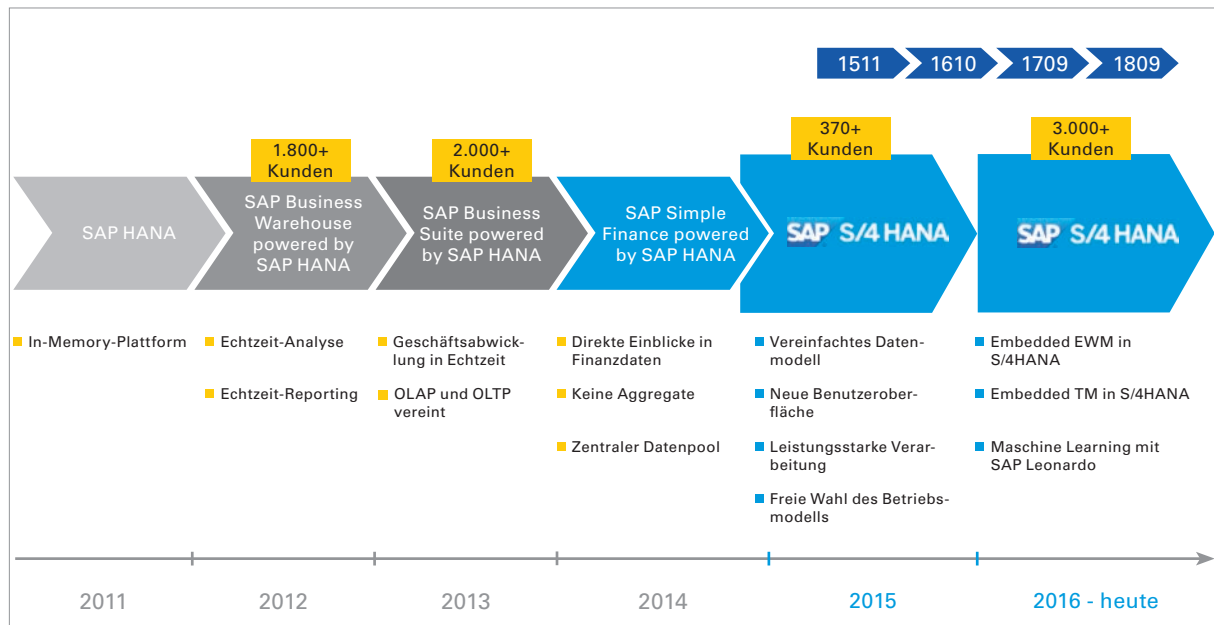 1511
1610
1709
1809
1.800+
Kunden
2.000+
Kunden
370+
Kunden
3.000+
Kunden
SAP HANA
SAP Business
Warehouse
powered by
SAP HANA
SAP Business
Suite powered
by SAP HANA
SAP Simple
Finance powered
by SAP HANA
SAP S/4 HANA
SAP S/4 HANA
In-Memory-Plattform
Echtzeit-Analyse
Echtzeit-Reporting
Geschäftsabwick-
lung in Echtzeit
OLAP und OLTP
vereint
Direkte Einblicke in
Finanzdaten
Keine Aggregate
Zentraler Datenpool
Vereinfachtes Daten-
modell
Neue Benutzerober-
fläche
Leistungsstarke Verar-
beitung
Freie Wahl des Betriebs-
modells
Embedded EWM in
S/4HANA
Embedded TM in S/4HANA
Maschine Learning mit
SAP Leonardo
2011
2012
2013
2014
2015
2016 - heute